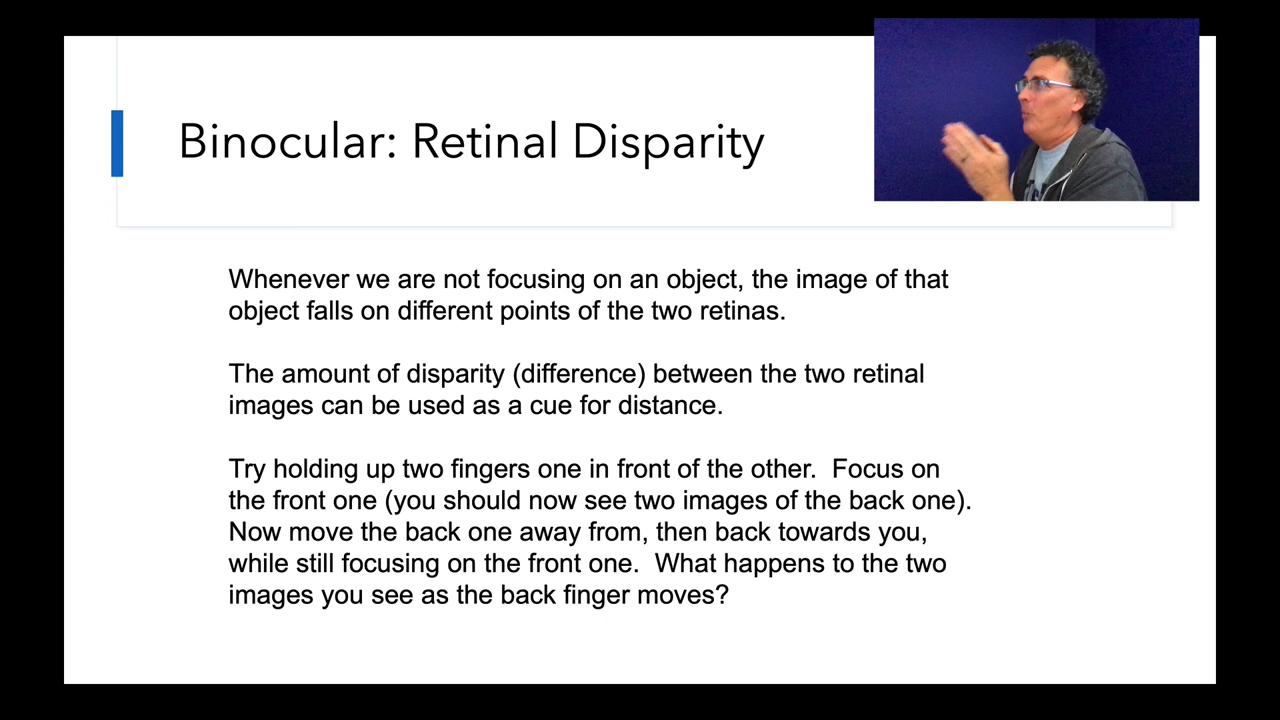 Binocular: Retinal Disparity
Whenever we are not focusing on an object, the image of that
object falls on different points of the two retinas.
The amount of disparity (difference) between the two retinal
images can be used as a cue for distance.
Try holding up two fingers one in front of the other.  Focus on
the front one (you should now see two images of the back one).
Now move the back one away from, then back towards you,
while still focusing on the front one.  What happens to the two
images you see as the back finger moves?